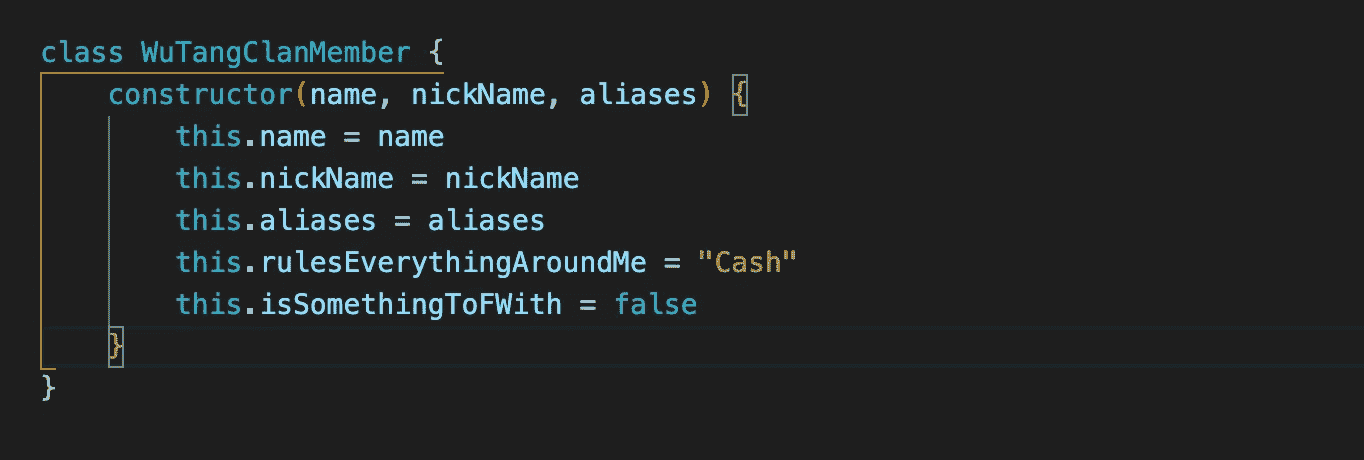 class WuTangClanMember {
constructor(name, nickName, aliases) {
this.name = name
this.nickName = nickName
this.aliases = aliases
this.rulesEverythingAroundMe = "Cash"
this.isSomethingToFWith = false
}
}